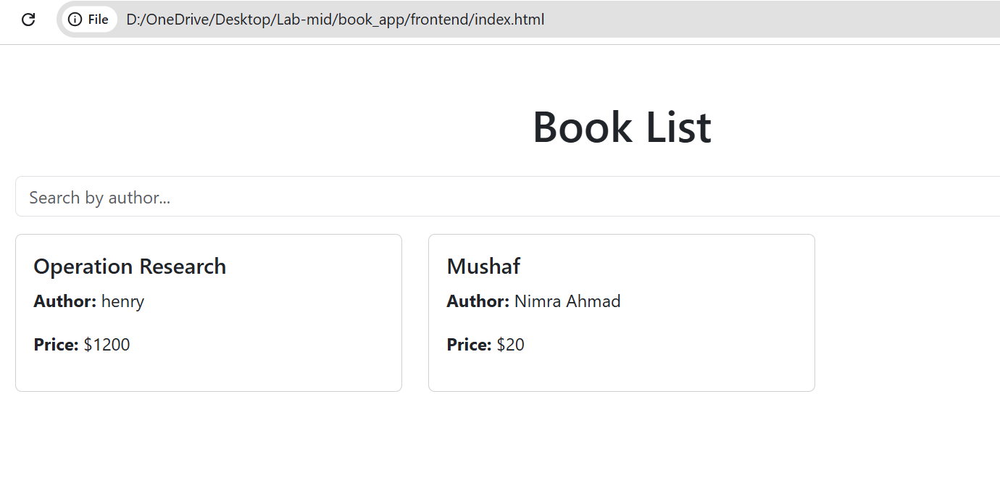 File D:/OneDrive/Desktop/Lab-mid/book_app/frontend/index.html
Book List
Search by author...
Operation Research
Author: henry
Price: $1200
Mushaf
Author: Nimra Ahmad
Price: $20